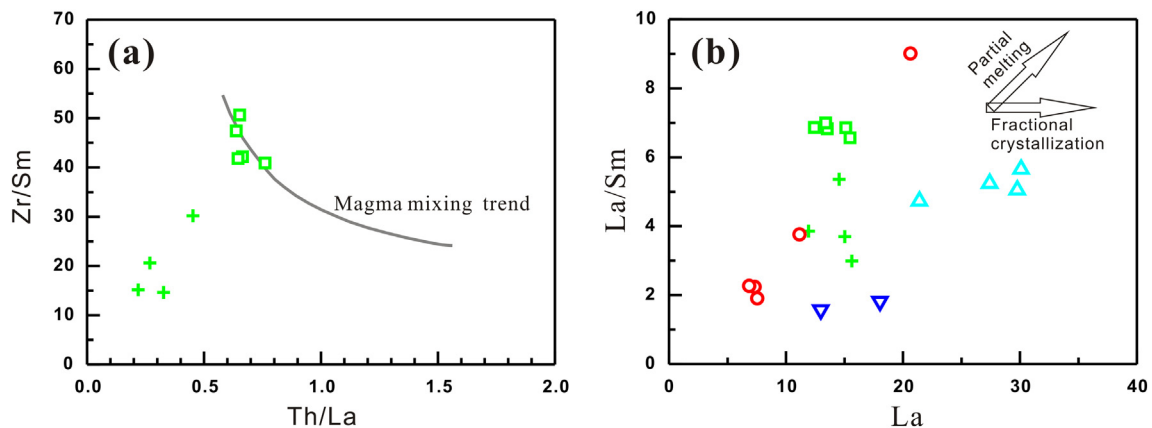 (a)
70
60
50
40
30
20
10
0
Zr/Sm
Magma mixing trend
0.0 0.5 1.0 1.5 2.0
Th/La
(b)
10
8
6
4
2
0
La/Sm
Partial
melting
Fractional
crystallization
0 10 20 30 40
La